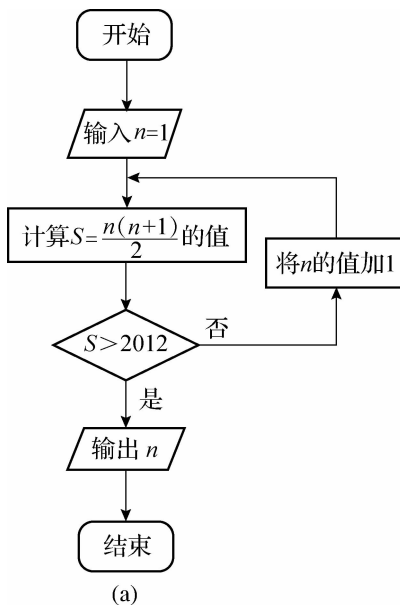 开始
输入n=1
计算S=n(n+1)/2的值
将n的值加1
S>2012
否
是
输出 n
结束
(a)